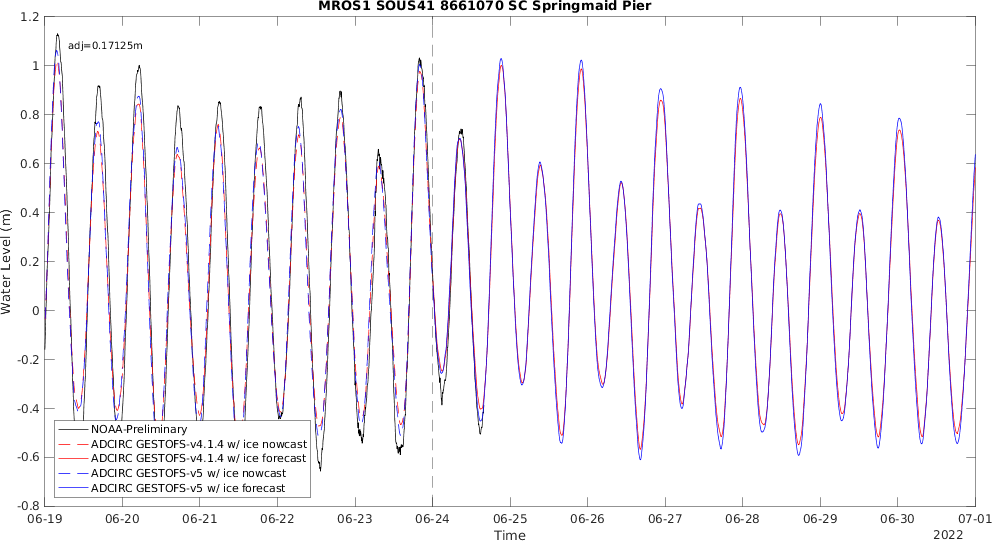 MROS1 SOUS41 8661070 SC Springmaid Pier
1.2
1
0.8
0.6
0.4
0.2
0
-0.2
-0.4
-0.6
-0.8
Water Level (m)
adj=0.17125m
NOAA-Preliminary
ADCIRC GESTOFS-v4.1.4 w/ ice nowcast
ADCIRC GESTOFS-v4.1.4 w/ ice forecast
ADCIRC GESTOFS-v5 w/ ice nowcast
ADCIRC GESTOFS-v5 w/ ice forecast
06-19 06-20 06-21 06-22 06-23 06-24 06-25 06-26 06-27 06-28 06-29 06-30 07-01
Time
2022